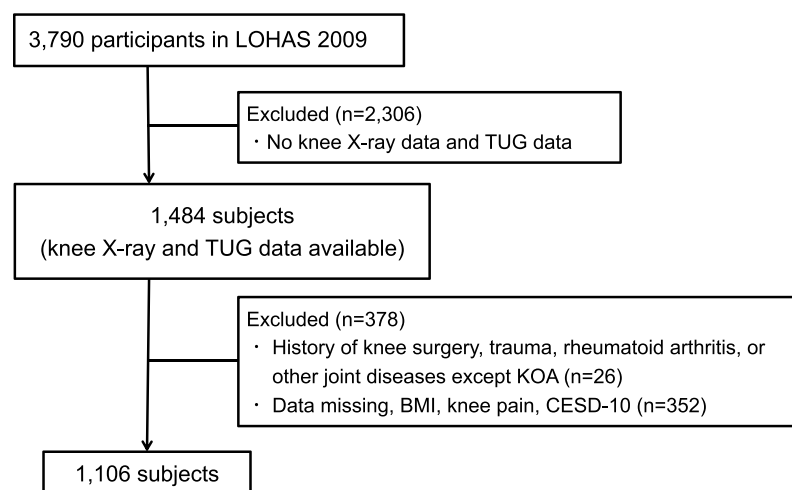 3,790 participants in LOHAS 2009
Excluded (n=2,306)
・No knee X-ray data and TUG data
1,484 subjects
(knee X-ray and TUG data available)
Excluded (n=378)
・ History of knee surgery, trauma, rheumatoid arthritis, or
other joint diseases except KOA (n=26)
・ Data missing, BMI, knee pain, CESD-10 (n=352)
1,106 subjects